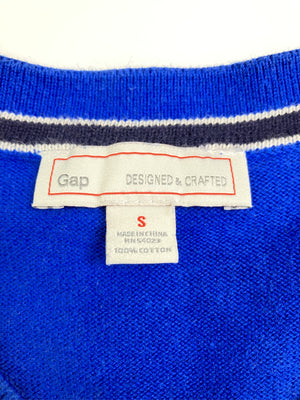 Gap DESIGNED & CRAFTED
S
MADE IN CHINA
RN 54023
100% COTTON